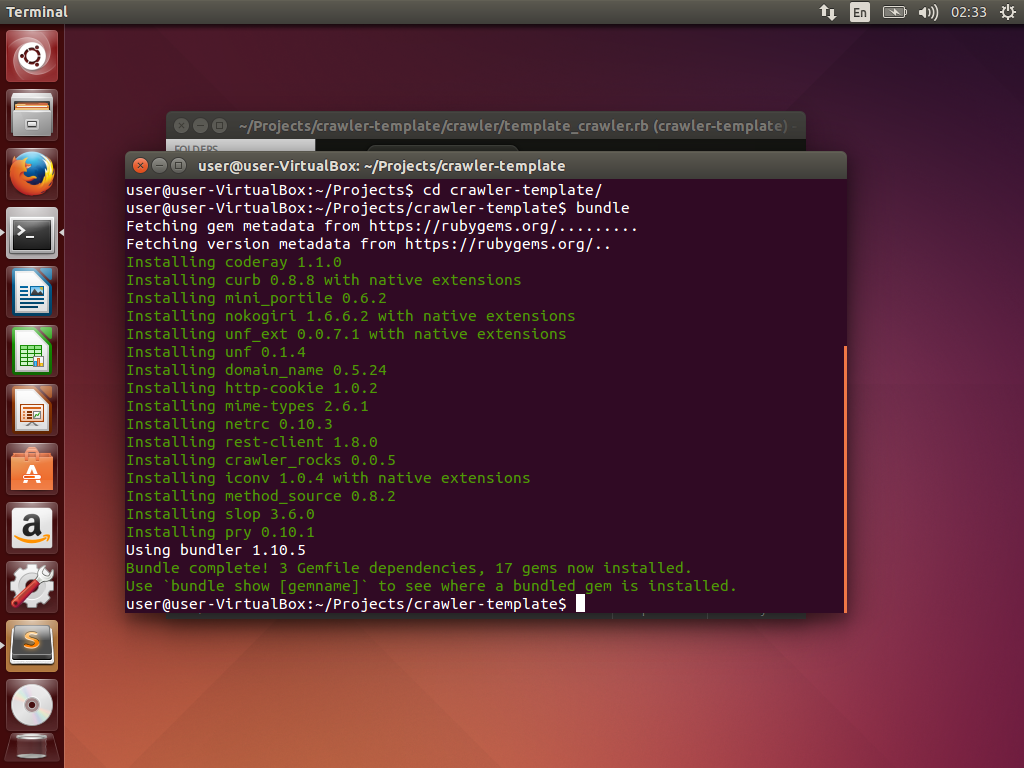 Terminal
En
02:33
~/Projects/crawler-template/crawler/template_crawler.rb (crawler-template)
FOLDERS
user@user-VirtualBox: ~/Projects/crawler-template
user@user-VirtualBox:~/Projects$ cd crawler-template/
user@user-VirtualBox:~/Projects/crawler-template$ bundle
Fetching gem metadata from https://rubygems.org/.........
Fetching version metadata from https://rubygems.org/..
Installing coderay 1.1.0
Installing curb 0.8.8 with native extensions
Installing mini_portile 0.6.2
Installing nokogiri 1.6.6.2 with native extensions
Installing unf_ext 0.0.7.1 with native extensions
Installing unf 0.1.4
Installing domain_name 0.5.24
Installing http-cookie 1.0.2
Installing mime-types 2.6.1
Installing netrc 0.10.3
Installing rest-client 1.8.0
Installing crawler_rocks 0.0.5
Installing iconv 1.0.4 with native extensions
Installing method_source 0.8.2
Installing slop 3.6.0
Installing pry 0.10.1
Using bundler 1.10.5
Bundle complete! 3 Gemfile dependencies, 17 gems now installed.
Use `bundle show [gemname]` to see where a bundled gem is installed.
user@user-VirtualBox:~/Projects/crawler-template$